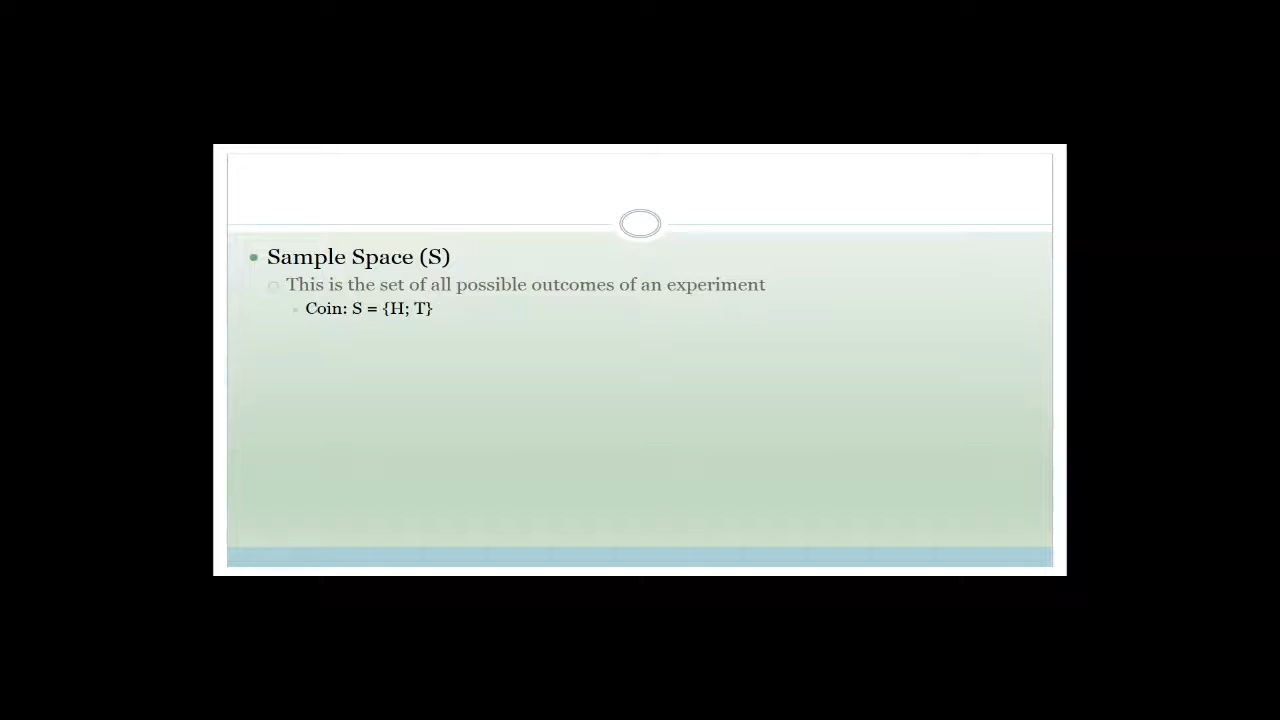 Sample Space (S)
This is the set of all possible outcomes of an experiment
Coin: S = {H; T}